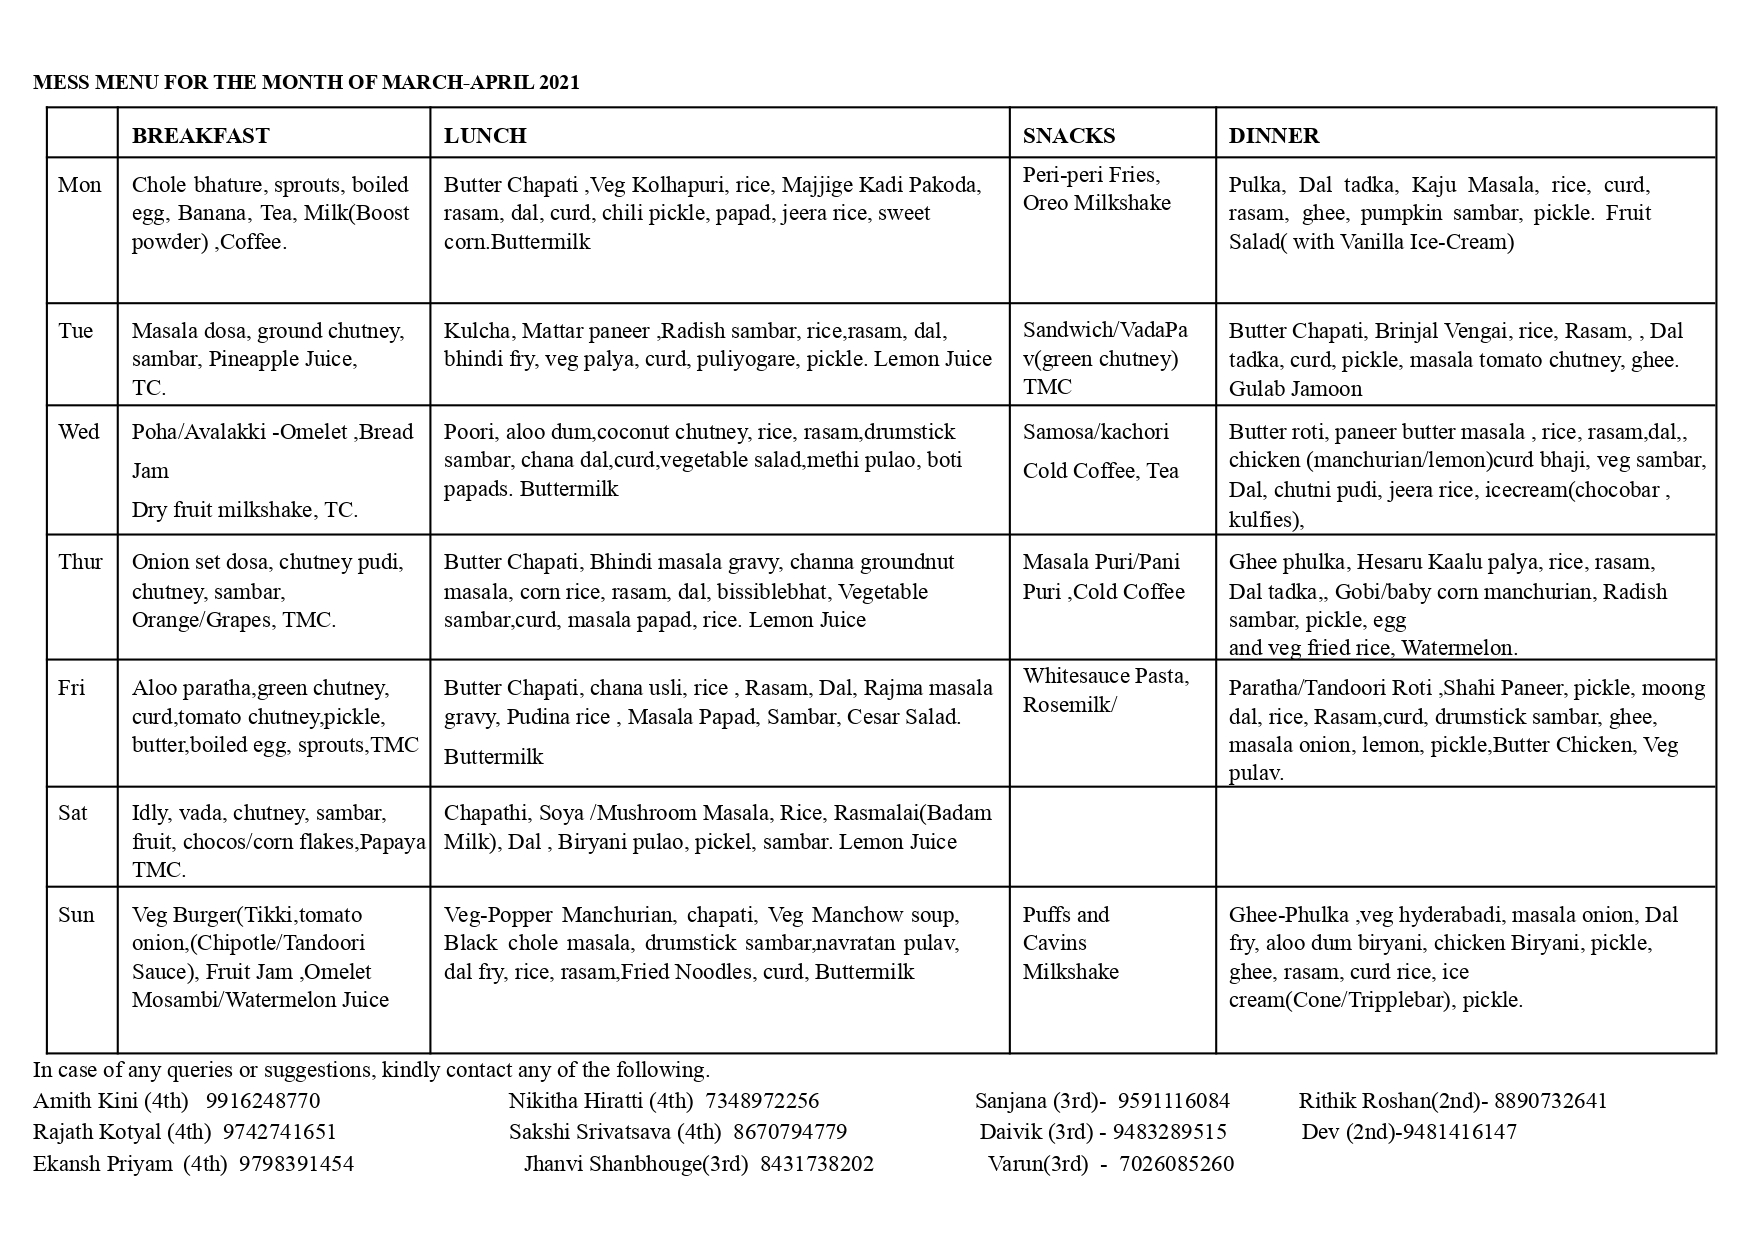 MESS MENU FOR THE MONTH OF MARCH-APRIL 2021
BREAKFAST
LUNCH
SNACKS
DINNER
Mon
Chole bhature, sprouts, boiled
egg, Banana, Tea, Milk(Boost
powder) ,Coffee.
Butter Chapati ,Veg Kolhapuri, rice, Majjige Kadi Pakoda,
rasam, dal, curd, chili pickle, papad, jeera rice, sweet
corn.Buttermilk
Peri-peri Fries,
Oreo Milkshake
Pulka, Dal tadka, Kaju Masala, rice, curd,
rasam, ghee, pumpkin sambar, pickle. Fruit
Salad( with Vanilla Ice-Cream)
Tue
Masala dosa, ground chutney,
sambar, Pineapple Juice,
TC.
Kulcha, Mattar paneer ,Radish sambar, rice,rasam, dal,
bhindi fry, veg palya, curd, puliyogare, pickle. Lemon Juice
Sandwich/VadaPa
v(green chutney)
TMC
Butter Chapati, Brinjal Vengai, rice, Rasam, , Dal
tadka, curd, pickle, masala tomato chutney, ghee.
Gulab Jamoon
Wed
Poha/Avalakki -Omelet ,Bread
Jam
Dry fruit milkshake, TC.
Poori, aloo dum,coconut chutney, rice, rasam,drumstick
sambar, chana dal,curd,vegetable salad,methi pulao, boti
papads. Buttermilk
Samosa/kachori
Cold Coffee, Tea
Butter roti, paneer butter masala , rice, rasam,dal,,
chicken (manchurian/lemon)curd bhaji, veg sambar,
Dal, chutni pudi, jeera rice, icecream(chocobar ,
kulfies),
Thur
Onion set dosa, chutney pudi,
chutney, sambar,
Orange/Grapes, TMC.
Butter Chapati, Bhindi masala gravy, channa groundnut
masala, corn rice, rasam, dal, bissiblebhat, Vegetable
sambar,curd, masala papad, rice. Lemon Juice
Masala Puri/Pani
Puri ,Cold Coffee
Ghee phulka, Hesaru Kaalu palya, rice, rasam,
Dal tadka,, Gobi/baby corn manchurian, Radish
sambar, pickle, egg
and veg fried rice, Watermelon.
Fri
Aloo paratha,green chutney,
curd,tomato chutney,pickle,
butter,boiled egg, sprouts,TMC
Butter Chapati, chana usli, rice , Rasam, Dal, Rajma masala
gravy, Pudina rice , Masala Papad, Sambar, Cesar Salad.
Buttermilk
Whitesauce Pasta,
Rosemilk/
Paratha/Tandoori Roti ,Shahi Paneer, pickle, moong
dal, rice, Rasam,curd, drumstick sambar, ghee,
masala onion, lemon, pickle,Butter Chicken, Veg
pulav.
Sat
Idly, vada, chutney, sambar,
fruit, chocos/corn flakes,Papaya
TMC.
Chapathi, Soya /Mushroom Masala, Rice, Rasmalai(Badam
Milk), Dal , Biryani pulao, pickel, sambar. Lemon Juice
Sun
Veg Burger(Tikki,tomato
onion,(Chipotle/Tandoori
Sauce), Fruit Jam ,Omelet
Mosambi/Watermelon Juice
Veg-Popper Manchurian, chapati, Veg Manchow soup,
Black chole masala, drumstick sambar,navratan pulav,
dal fry, rice, rasam,Fried Noodles, curd, Buttermilk
Puffs and
Cavins
Milkshake
Ghee-Phulka ,veg hyderabadi, masala onion, Dal
fry, aloo dum biryani, chicken Biryani, pickle,
ghee, rasam, curd rice, ice
cream(Cone/Tripplebar), pickle.
In case of any queries or suggestions, kindly contact any of the following.
Amith Kini (4th) 9916248770 Nikitha Hiratti (4th) 7348972256 Sanjana (3rd)- 9591116084 Rithik Roshan(2nd)- 8890732641
Rajath Kotyal (4th) 9742741651 Sakshi Srivatsava (4th) 8670794779 Daivik (3rd) - 9483289515 Dev (2nd)-9481416147
Ekansh Priyam (4th) 9798391454 Jhanvi Shanbhouge(3rd) 8431738202 Varun(3rd) - 7026085260